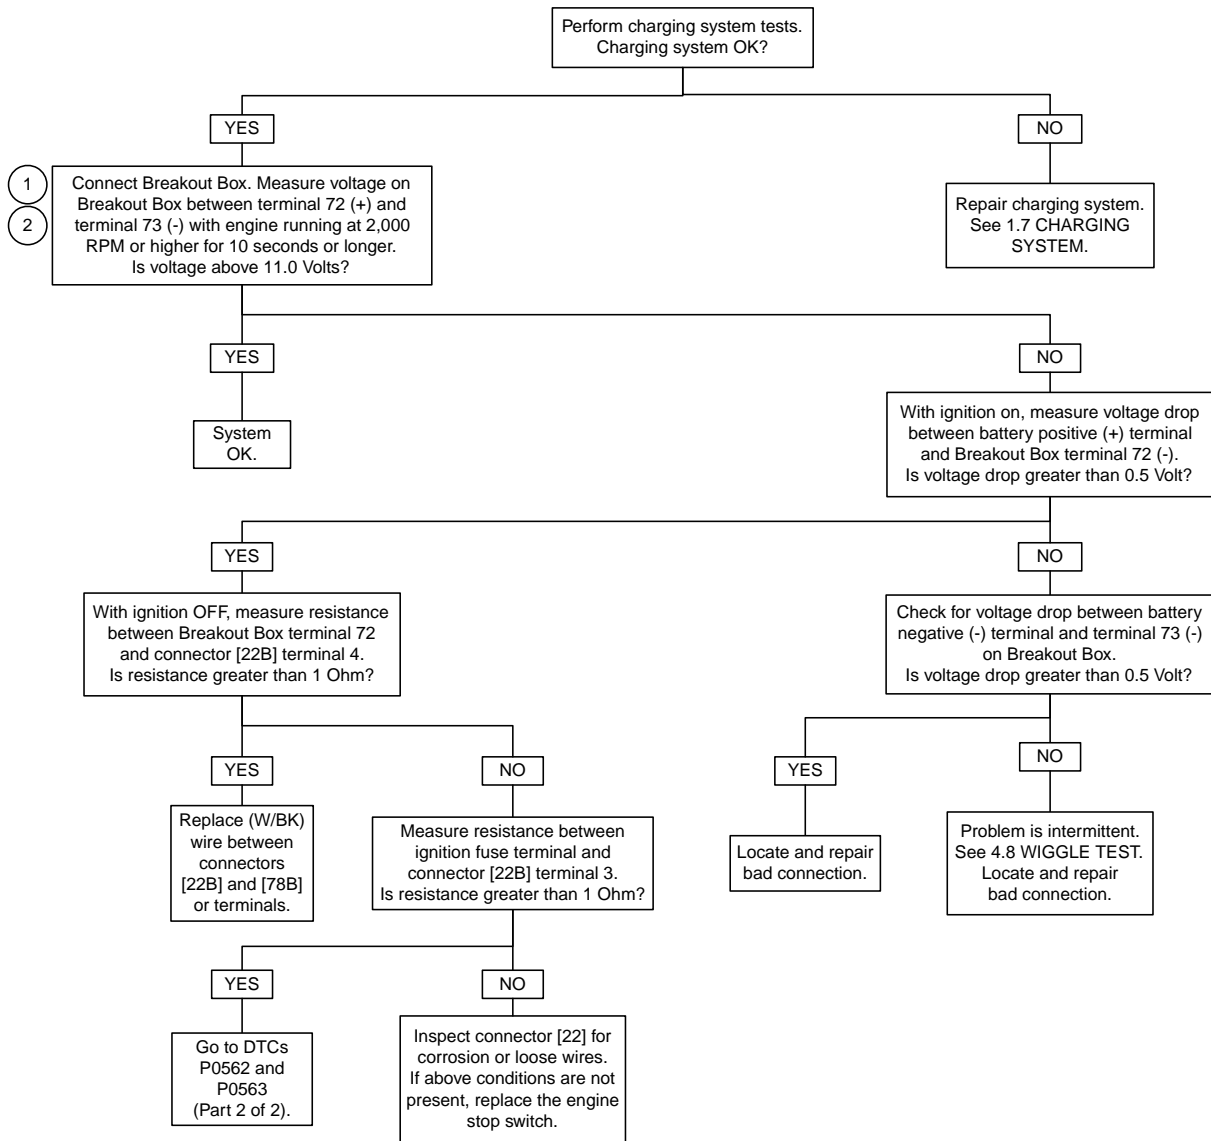 Perform charging system tests.
Charging system OK?
YES
NO
1
2
Connect Breakout Box. Measure voltage on
Breakout Box between terminal 72 (+) and
terminal 73 (-) with engine running at 2,000
RPM or higher for 10 seconds or longer.
Is voltage above 11.0 Volts?
Repair charging system.
See 1.7 CHARGING
SYSTEM.
YES
NO
System
OK.
With ignition on, measure voltage drop
between battery positive (+) terminal
and Breakout Box terminal 72 (-).
Is voltage drop greater than 0.5 Volt?
YES
NO
With ignition OFF, measure resistance
between Breakout Box terminal 72
and connector [22B] terminal 4.
Is resistance greater than 1 Ohm?
Check for voltage drop between battery
negative (-) terminal and terminal 73 (-)
on Breakout Box.
Is voltage drop greater than 0.5 Volt?
YES
NO
YES
NO
Replace (W/BK)
wire between
connectors
[22B] and [78B]
or terminals.
Measure resistance between
ignition fuse terminal and
connector [22B] terminal 3.
Is resistance greater than 1 Ohm?
Locate and repair
bad connection.
Problem is intermittent.
See 4.8 WIGGLE TEST.
Locate and repair
bad connection.
YES
NO
Go to DTCs
P0562 and
P0563
(Part 2 of 2).
Inspect connector [22] for
corrosion or loose wires.
If above conditions are not
present, replace the engine
stop switch.